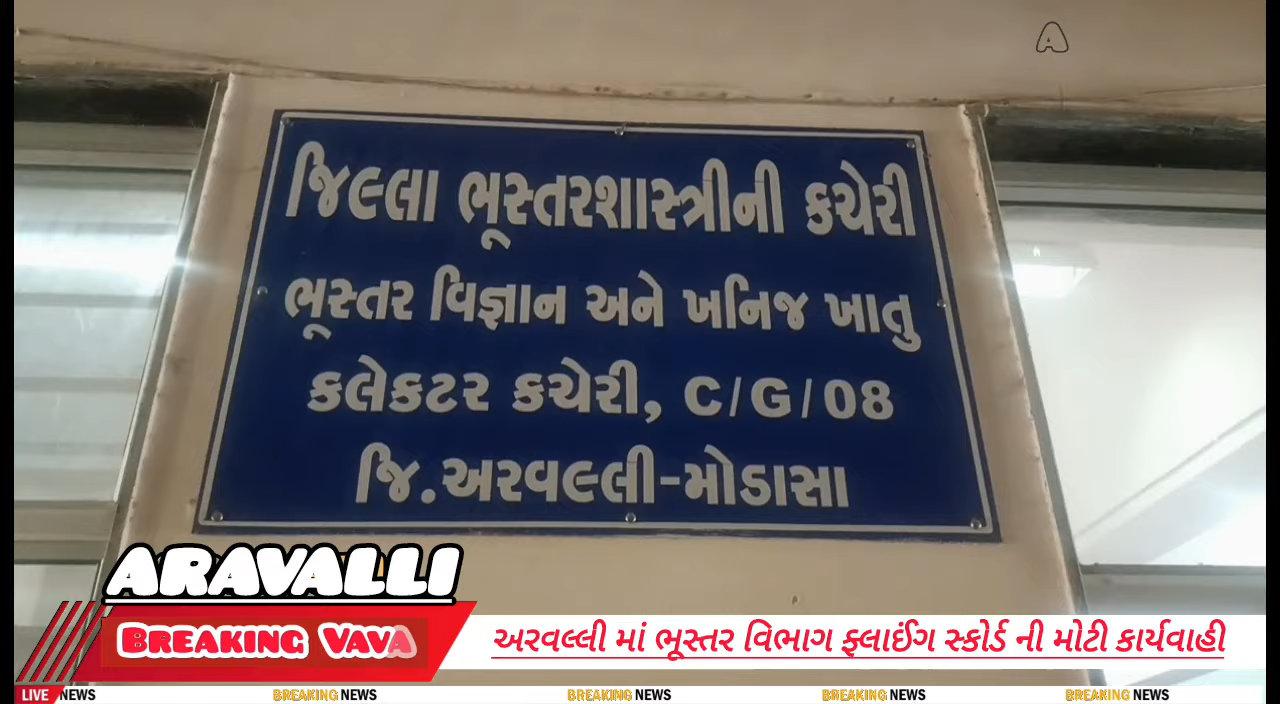 A
જિલ્લા ભૂસ્તરશાસ્ત્રીની કચેરી
ભૂસ્તર વિજ્ઞાન અને ખનિજ ખાતુ
કલેકટર કચેરી, C/G/08
જિ.અરવલ્લી-મોડાસા
ARAVALLI
BREAKING VAVA
અરવલ્લી માં ભૂસ્તર વિભાગ ફ્લાઈંગ સ્કોર્ડ ની મોટી કાર્યવાહી
LIVE NEWS BREAKING NEWS BREAKING NEWS BREAKING NEWS BREAKING NEWS